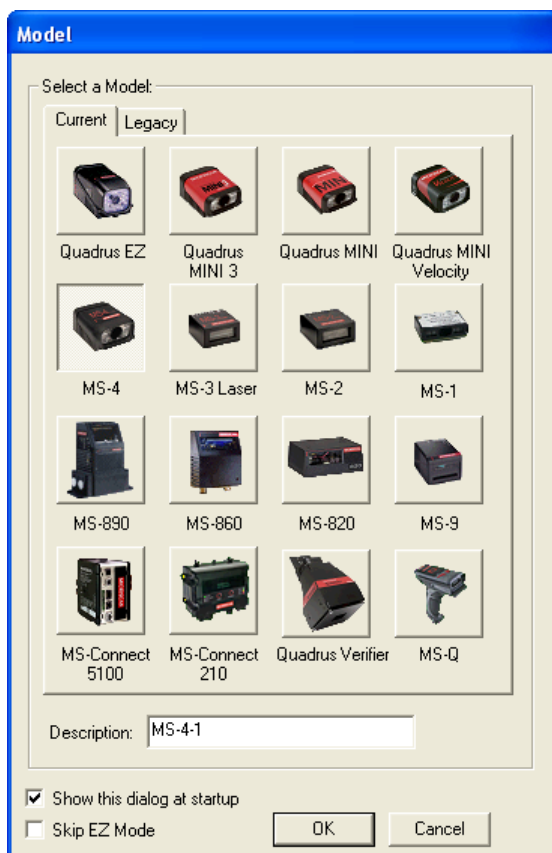 Model
Select a Model:
Current Legacy
Quadrus EZ
Quadrus MINI 3
Quadrus MINI
Quadrus MINI Velocity
MS-4
MS-3 Laser
MS-2
MS-1
MS-890
MS-860
MS-820
MS-9
MS-Connect 5100
MS-Connect 210
Quadrus Verifier
MS-Q
Description: MS-4-1
Show this dialog at startup
Skip EZ Mode
OK
Cancel